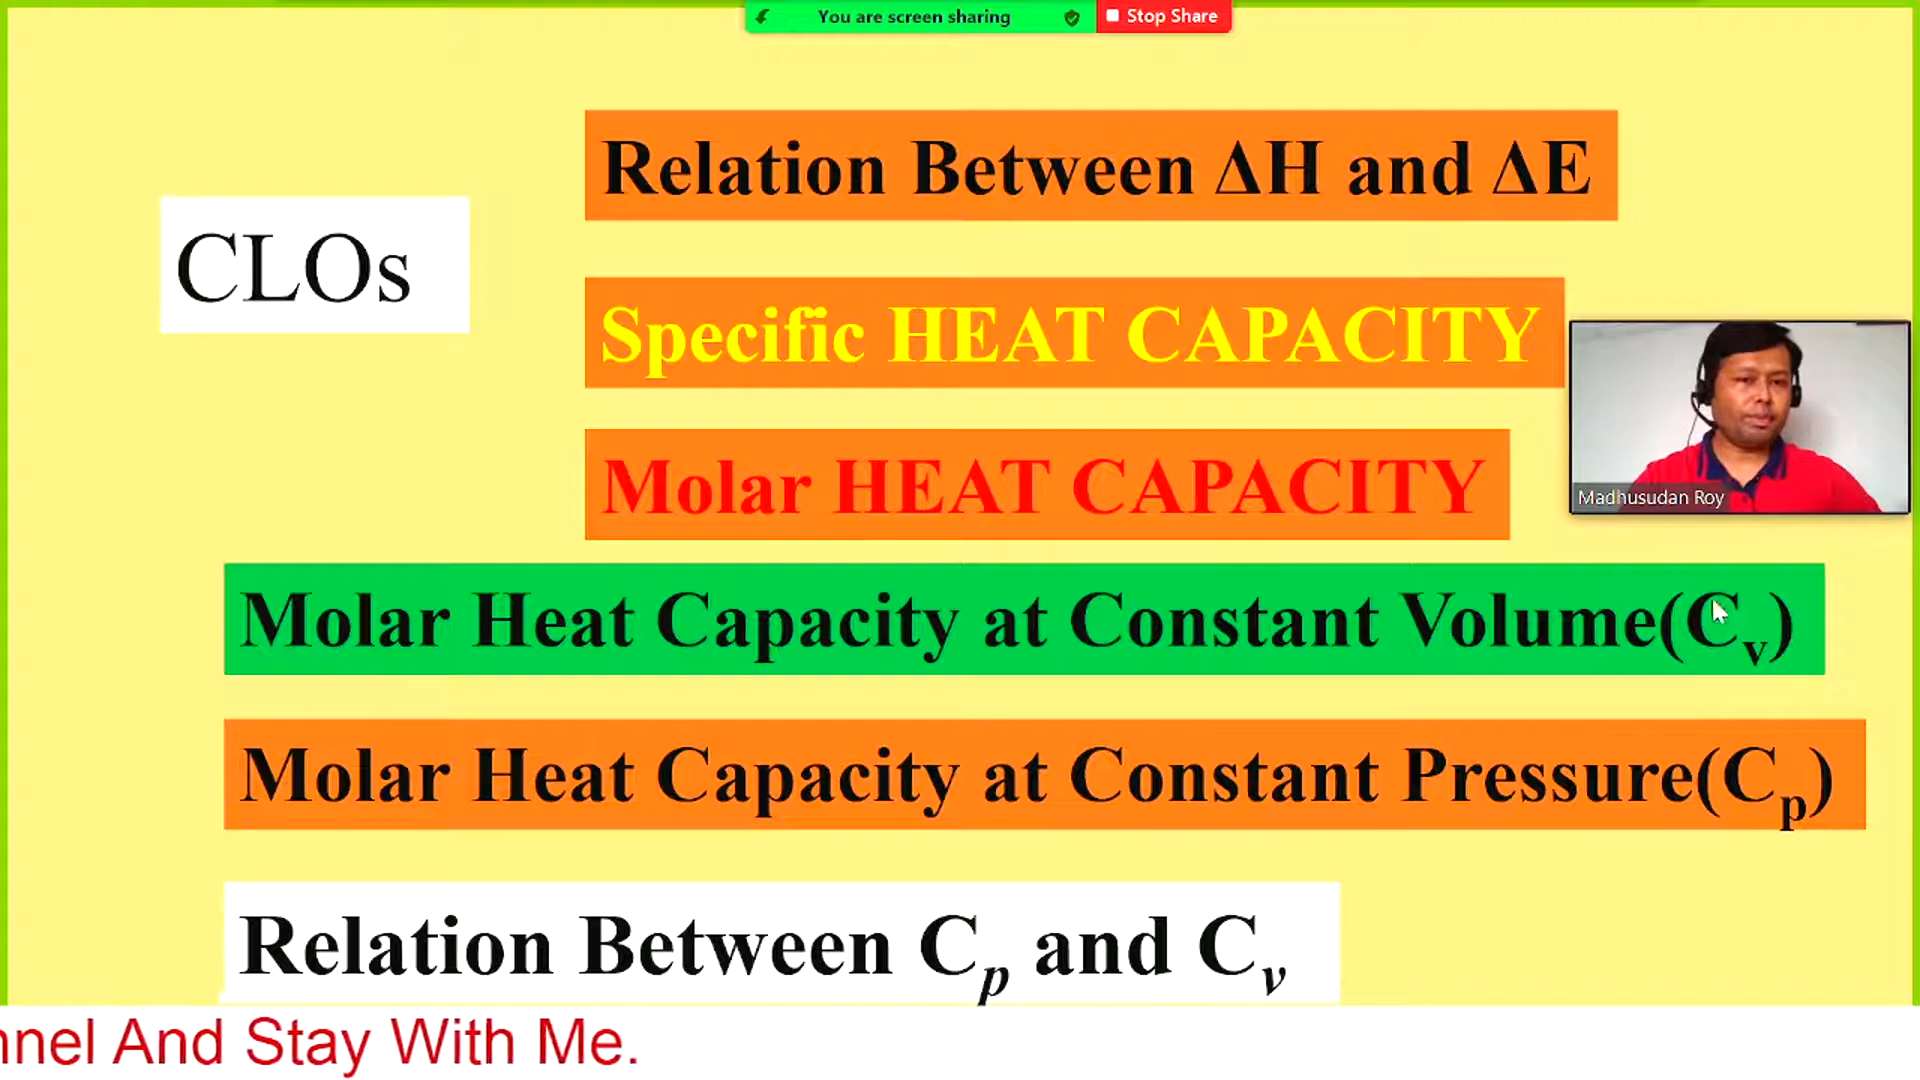 You are screen sharing
Stop Share
Relation Between ΔH and ΔE
CLOs
Specific HEAT CAPACITY
Molar HEAT CAPACITY
Madhusudan Roy
Molar Heat Capacity at Constant Volume(Cv)
Molar Heat Capacity at Constant Pressure(Cp)
Relation Between Cp and Cv
nnel And Stay With Me.